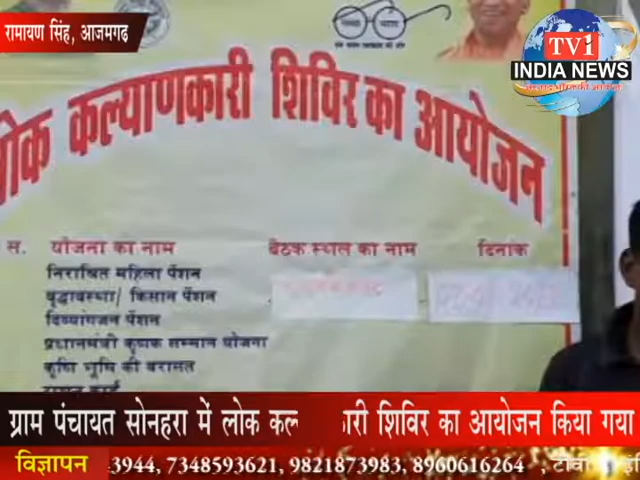 रामायण सिंह, आजमगढ़
TV1
INDIA NEWS
लोक कल्याणकारी शिविर का आयोजन
स. योजना का नाम बैठक स्थल का नाम दिनांक
निराश्रित महिला पेंशन
वृद्धावस्था/ किसान पेंशन
दिव्यांगजन पेंशन
प्रधानमंत्री कृषक सम्मान योजना
कृषि भूमि की वरासत
ग्राम पंचायत सोनहरा में लोक कल कारी शिविर का आयोजन किया गया
विज्ञापन 43944, 7348593621, 9821873983, 8960616264